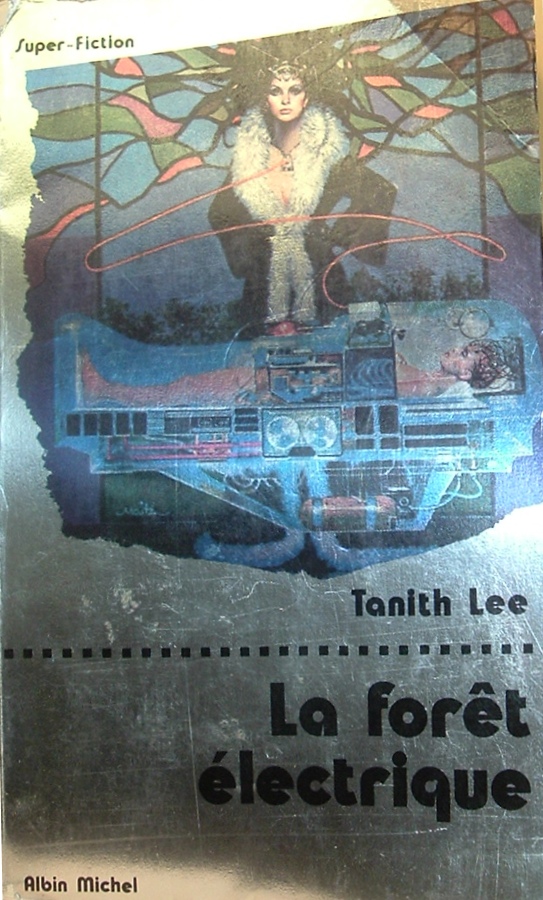 Super-Fiction
Tanith Lee
La forêt
électrique
Albin Michel